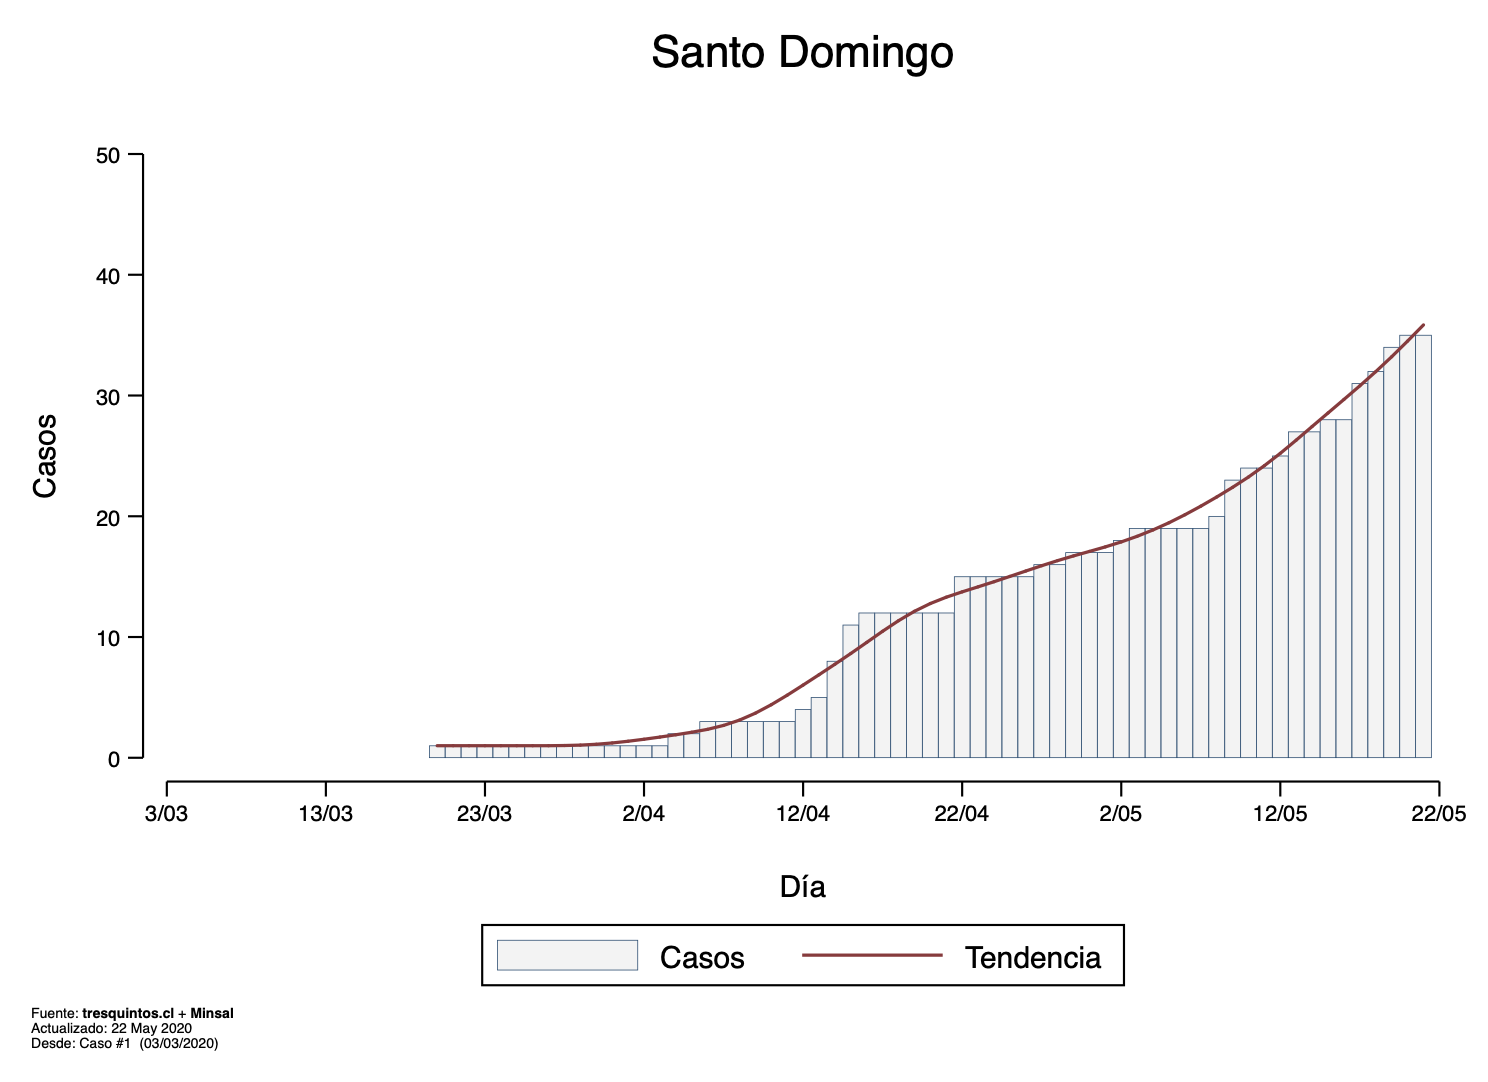 Santo Domingo
50
40
30
20
10
0
Casos
3/03 13/03 23/03 2/04 12/04 22/04 2/05 12/05 22/05
Día
Casos Tendencia
Fuente: tresquintos.cl + Minsal
Actualizado: 22 May 2020
Desde: Caso #1 (03/03/2020)